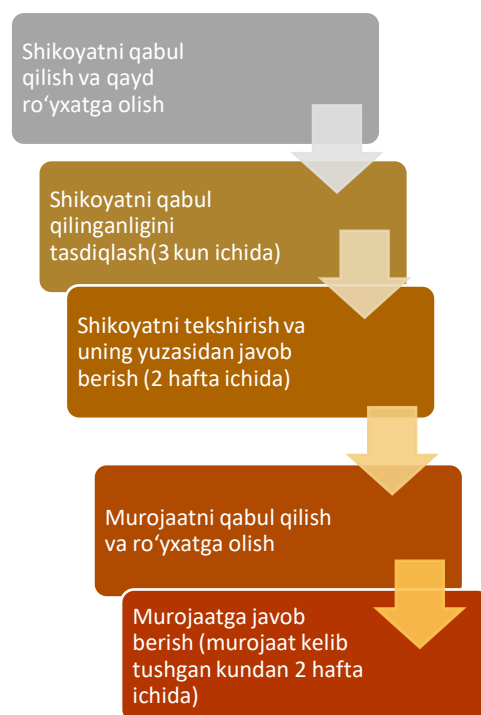 Shikoyatni qabul
qilish va qayd
ro‘yxatga olish
Shikoyatni qabul
qilinganligini
tasdiqlash(3 kun ichida)
Shikoyatni tekshirish va
uning yuzasidan javob
berish (2 hafta ichida)
Murojaatni qabul qilish
va ro‘yxatga olish
Murojaatga javob
berish (murojaat kelib
tushgan kundan 2 hafta
ichida)